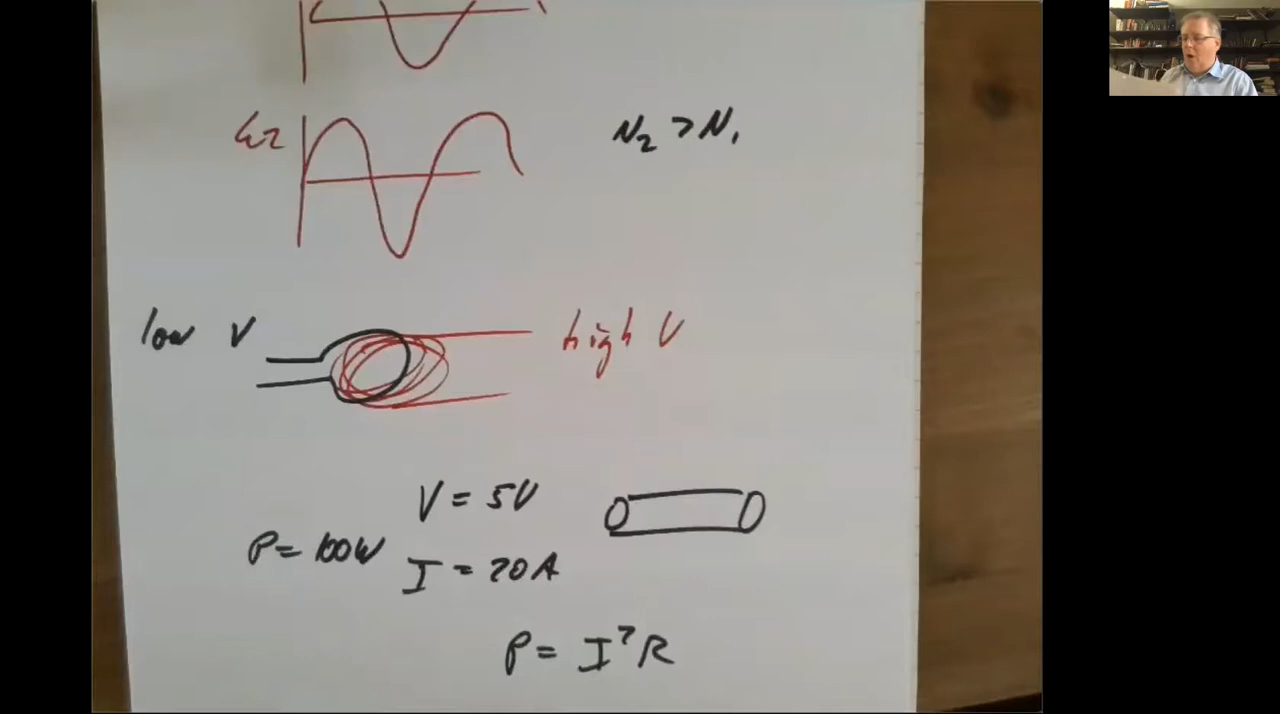 ε2
N₂ > N₁
low V
high V
V = 5V
P = 100W
I = 20A
P = I²R